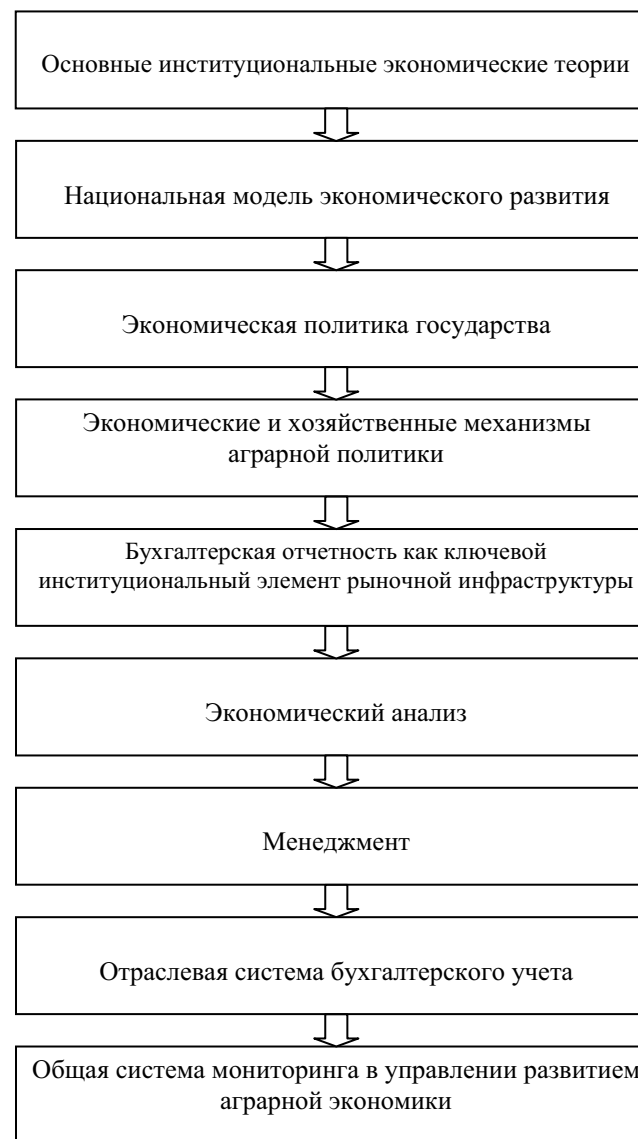 Основные институциональные экономические теории
Национальная модель экономического развития
Экономическая политика государства
Экономические и хозяйственные механизмы
аграрной политики
Бухгалтерская отчетность как ключевой
институциональный элемент рыночной инфраструктуры
Экономический анализ
Менеджмент
Отраслевая система бухгалтерского учета
Общая система мониторинга в управлении развитием
аграрной экономики